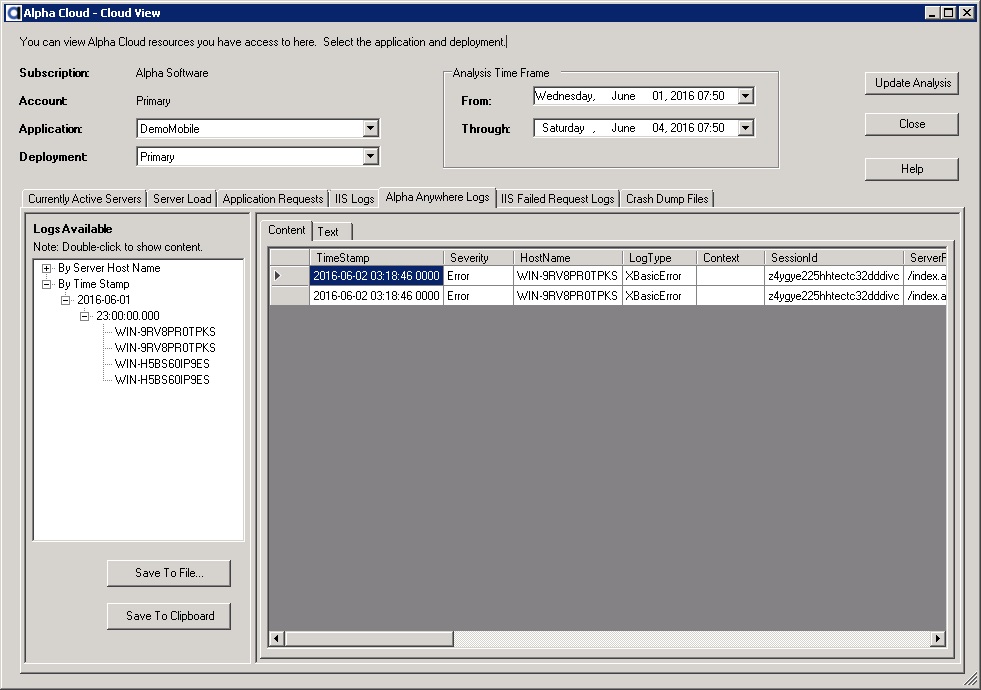 Alpha Cloud - Cloud View
You can view Alpha Cloud resources you have access to here.  Select the application and deployment.
Subscription: Alpha Software
Account: Primary
Application: DemoMobile
Deployment: Primary
Analysis Time Frame
From: Wednesday, June 01, 2016 07:50
Through: Saturday , June 04, 2016 07:50
Update Analysis
Close
Help
Currently Active Servers Server Load Application Requests IIS Logs Alpha Anywhere Logs IIS Failed Request Logs Crash Dump Files
Logs Available
Note: Double-click to show content.
By Server Host Name
By Time Stamp
2016-06-01
23:00:00.000
WIN-9RV8PR0TPKS
WIN-9RV8PR0TPKS
WIN-H5BS60IP9ES
WIN-H5BS60IP9ES
Save To File...
Save To Clipboard
Content Text
TimeStamp Severity HostName LogType Context SessionId ServerF
2016-06-02 03:18:46 0000 Error WIN-9RV8PR0TPKS XBasicError z4ygye225hhtectc32dddivc /index.a
2016-06-02 03:18:46 0000 Error WIN-9RV8PR0TPKS XBasicError z4ygye225hhtectc32dddivc /index.a